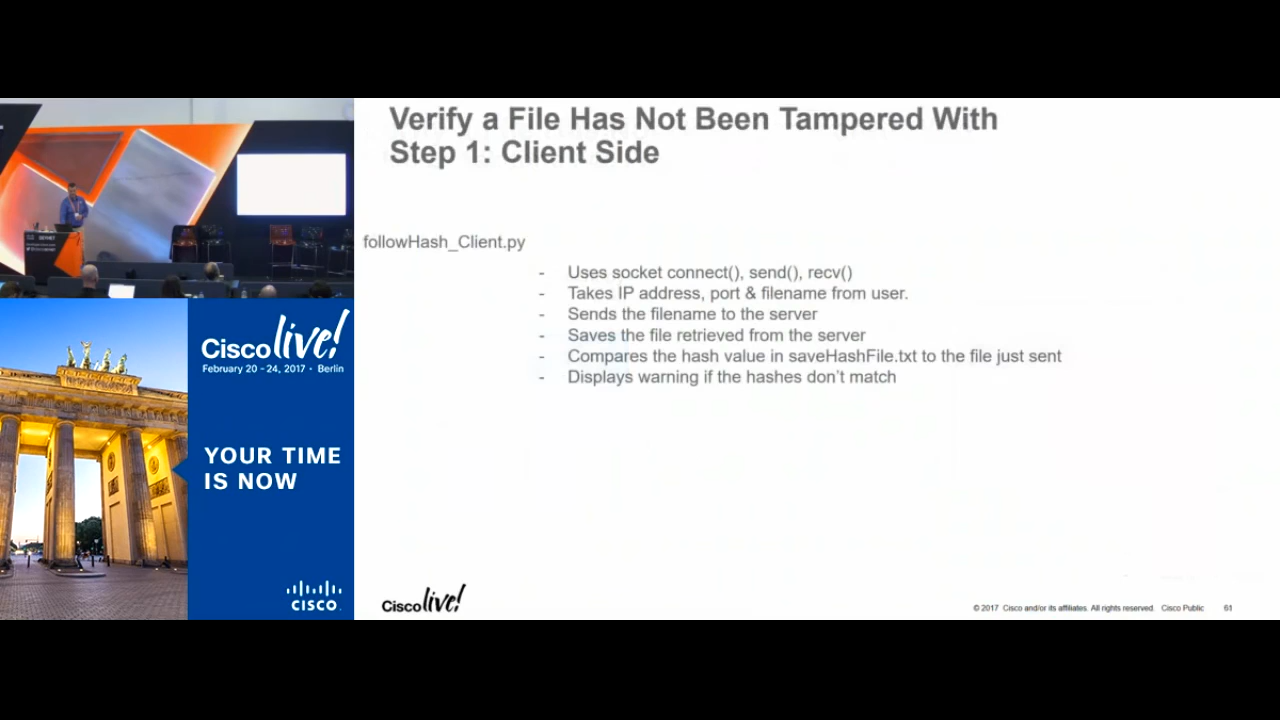 Verify a File Has Not Been Tampered With
Step 1: Client Side
followHash_Client.py
- Uses socket connect(), send(), recv()
- Takes IP address, port & filename from user.
- Sends the filename to the server
- Saves the file retrieved from the server
- Compares the hash value in saveHashFile.txt to the file just sent
- Displays warning if the hashes don’t match
Cisco live!
February 20 - 24, 2017 · Berlin
YOUR TIME
IS NOW
CISCO.
Cisco live!
© 2017 Cisco and/or its affiliates. All rights reserved. Cisco Public 61